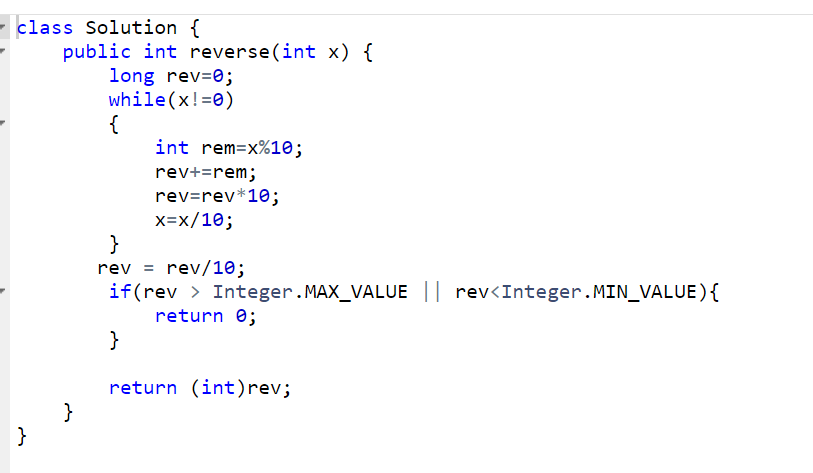 class Solution {
    public int reverse(int x) {
        long rev=0;
        while(x!=0)
        {
            int rem=x%10;
            rev+=rem;
            rev=rev*10;
            x=x/10;
        }
       rev = rev/10;
        if(rev > Integer.MAX_VALUE || rev<Integer.MIN_VALUE){
            return 0;
        }
        return (int)rev;
    }
}